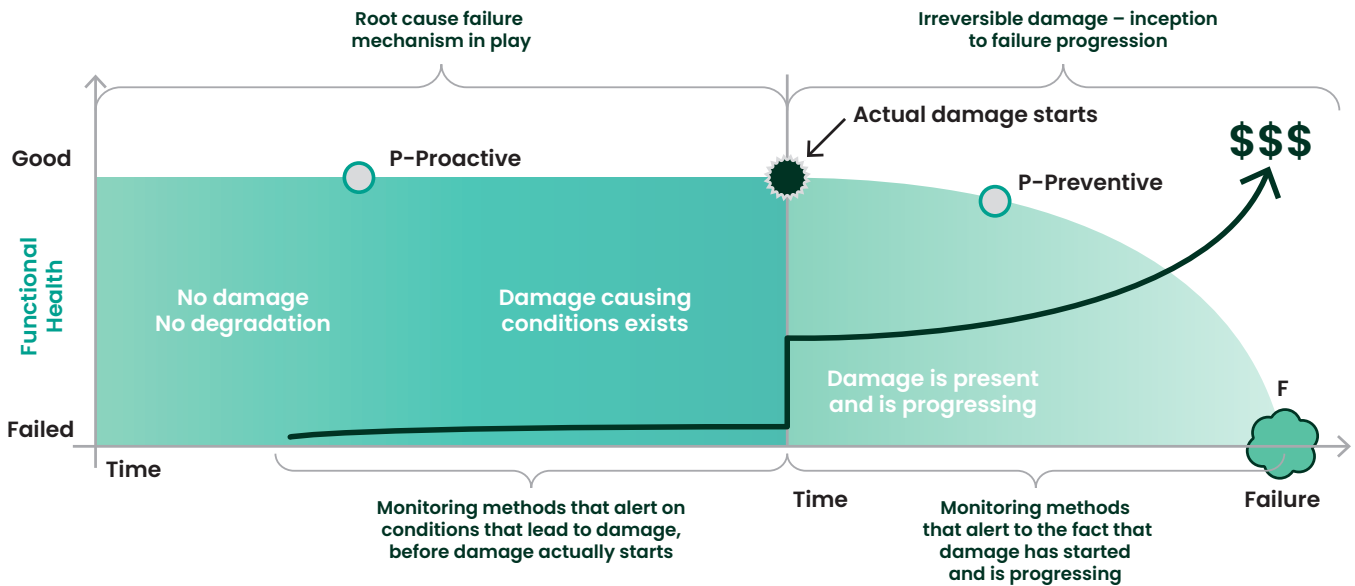 Root cause failure
mechanism in play
Irreversible damage – inception
to failure progression
Actual damage starts
$$$
Good
P-Proactive
P-Preventive
Functional
Health
No damage
No degradation
Damage causing
conditions exists
Damage is present
and is progressing
F
Failed
Time
Time
Failure
Monitoring methods that alert on
conditions that lead to damage,
before damage actually starts
Monitoring methods
that alert to the fact that
damage has started
and is progressing